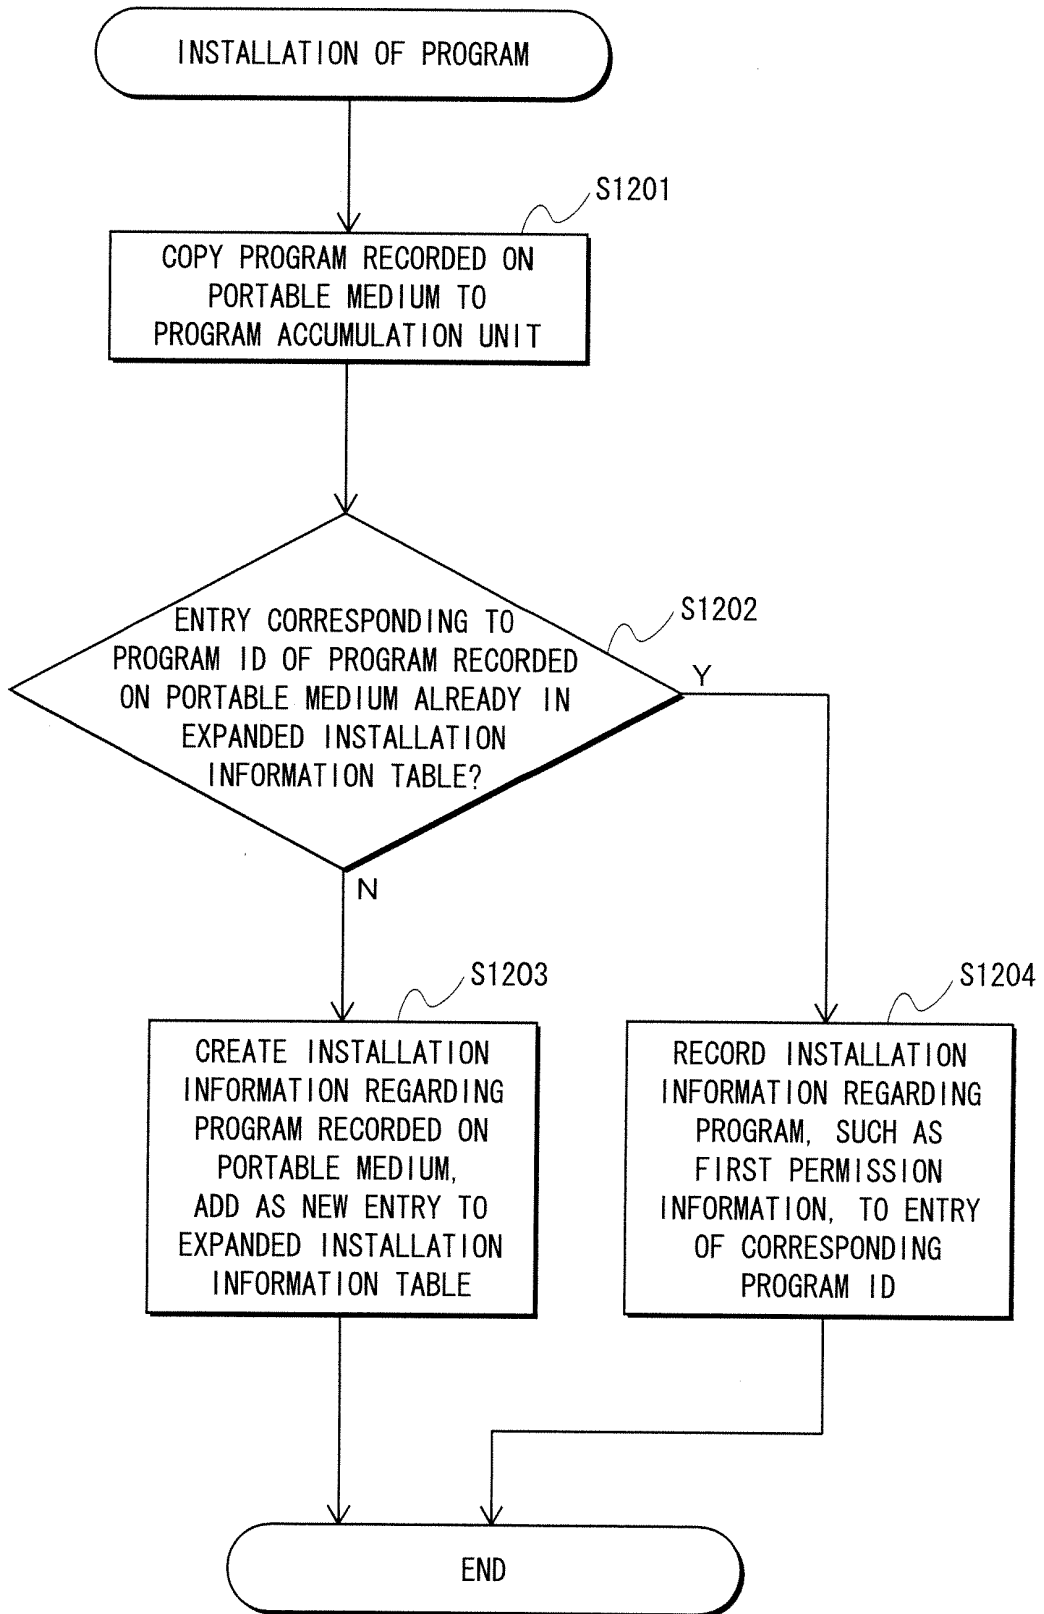 INSTALLATION OF PROGRAM
S1201
COPY PROGRAM RECORDED ON
PORTABLE MEDIUM TO
PROGRAM ACCUMULATION UNIT
S1202
ENTRY CORRESPONDING TO
PROGRAM ID OF PROGRAM RECORDED
ON PORTABLE MEDIUM ALREADY IN
EXPANDED INSTALLATION
INFORMATION TABLE?
Y
N
S1203
CREATE INSTALLATION
INFORMATION REGARDING
PROGRAM RECORDED ON
PORTABLE MEDIUM,
ADD AS NEW ENTRY TO
EXPANDED INSTALLATION
INFORMATION TABLE
S1204
RECORD INSTALLATION
INFORMATION REGARDING
PROGRAM, SUCH AS
FIRST PERMISSION
INFORMATION, TO ENTRY
OF CORRESPONDING
PROGRAM ID
END